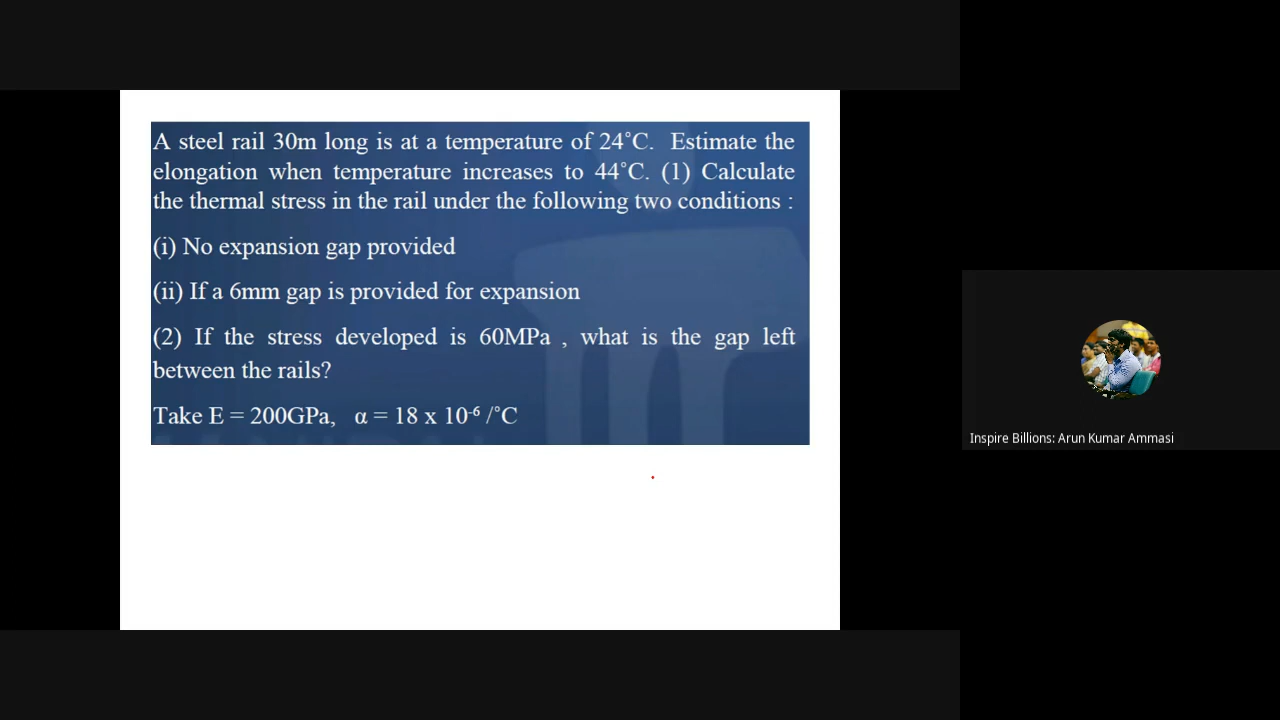 A steel rail 30m long is at a temperature of 24˚C. Estimate the
elongation when temperature increases to 44˚C. (1) Calculate
the thermal stress in the rail under the following two conditions :
(i) No expansion gap provided
(ii) If a 6mm gap is provided for expansion
(2) If the stress developed is 60MPa , what is the gap left
between the rails?
Take E = 200GPa, α = 18 x 10⁻⁶ /˚C
Inspire Billions: Arun Kumar Ammasi